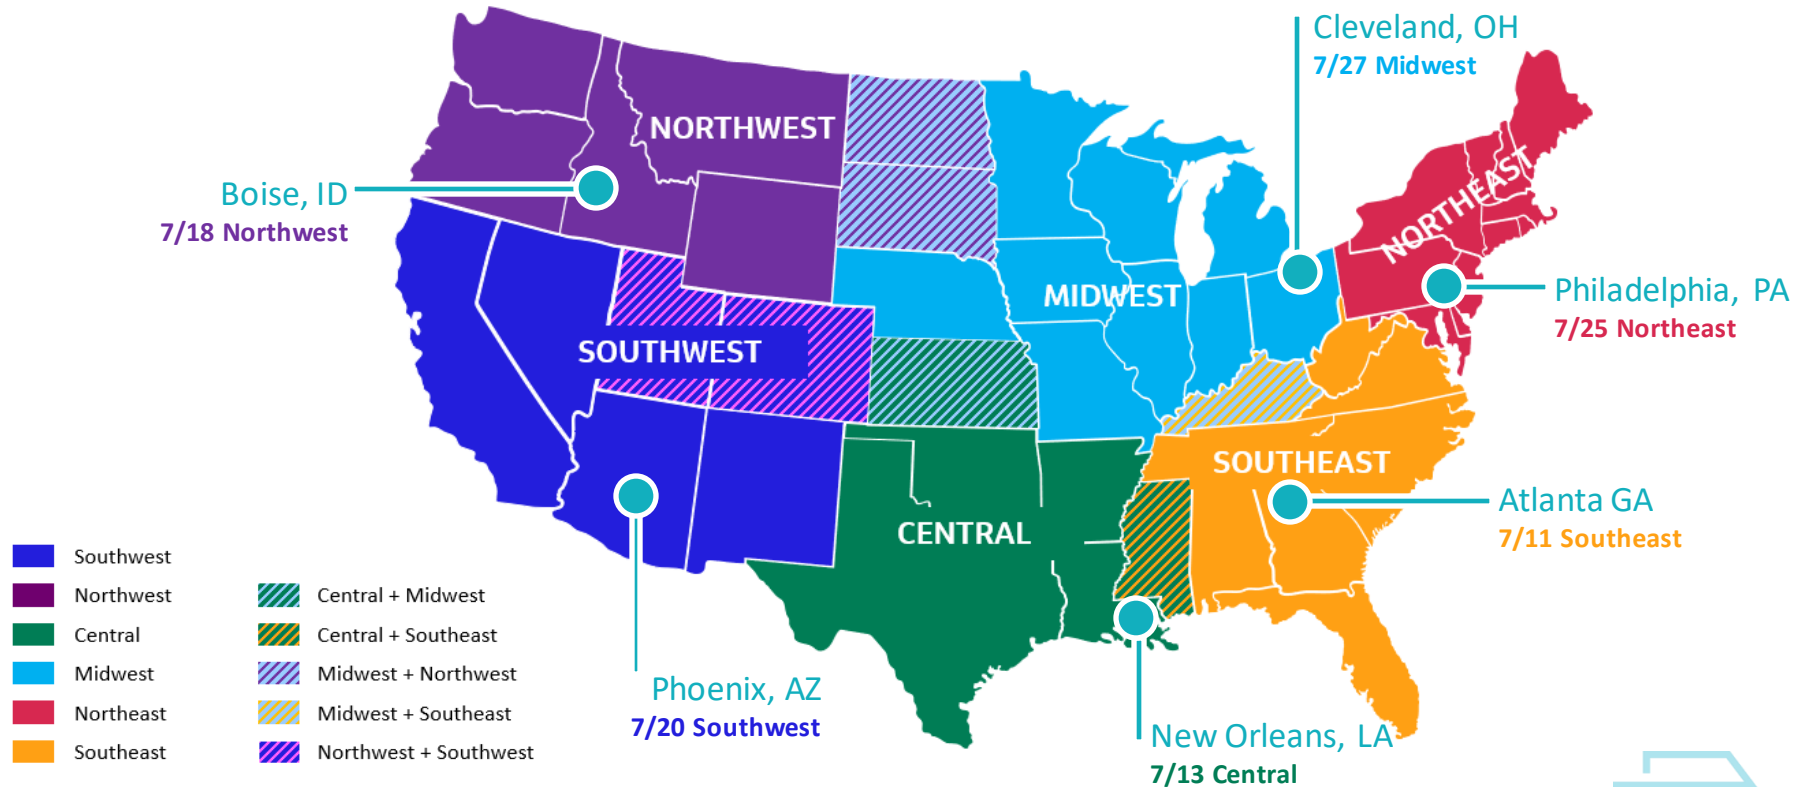 Cleveland, OH
7/27 Midwest
NORTHWEST
NORTHEAST
Boise, ID
7/18 Northwest
MIDWEST
Philadelphia, PA
7/25 Northeast
SOUTHWEST
SOUTHEAST
Atlanta GA
7/11 Southeast
CENTRAL
Southwest
Northwest
Central
Midwest
Northeast
Southeast
Central + Midwest
Central + Southeast
Midwest + Northwest
Midwest + Southeast
Northwest + Southwest
Phoenix, AZ
7/20 Southwest
New Orleans, LA
7/13 Central